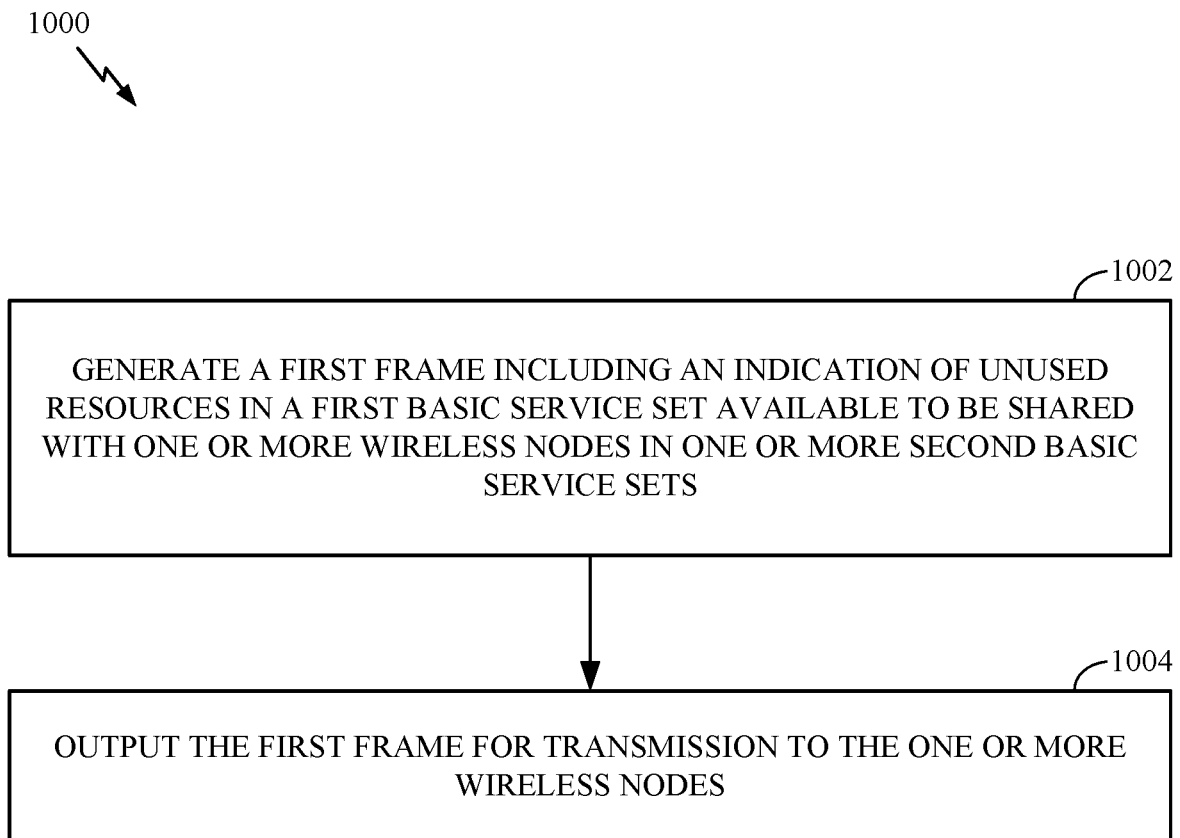 1000
1002
GENERATE A FIRST FRAME INCLUDING AN INDICATION OF UNUSED
RESOURCES IN A FIRST BASIC SERVICE SET AVAILABLE TO BE SHARED
WITH ONE OR MORE WIRELESS NODES IN ONE OR MORE SECOND BASIC
SERVICE SETS
1004
OUTPUT THE FIRST FRAME FOR TRANSMISSION TO THE ONE OR MORE
WIRELESS NODES